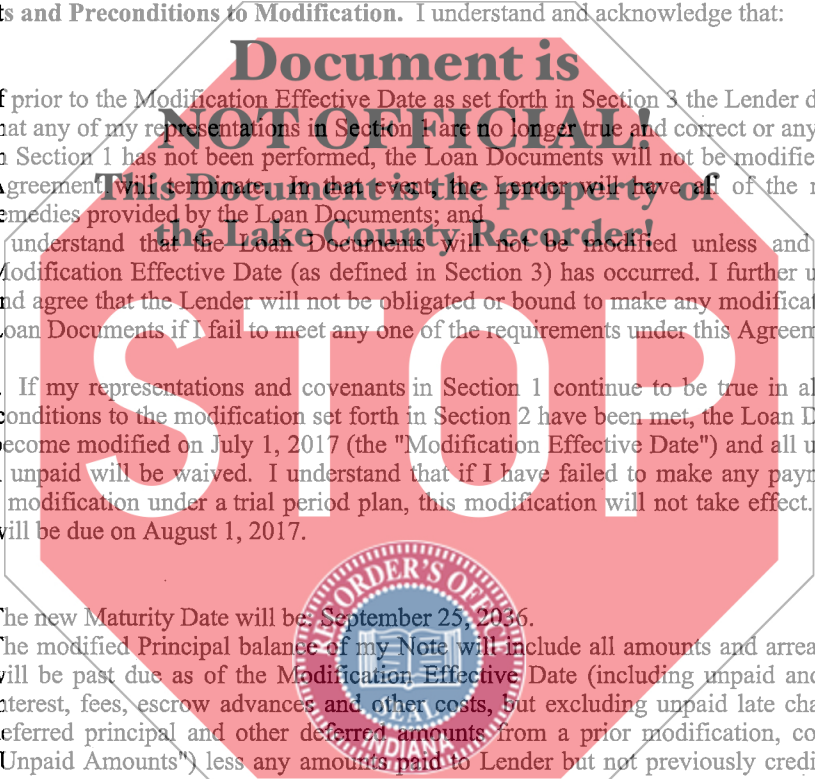 ts and Preconditions to Modification. I understand and acknowledge that:
Document is
f prior to the Modification Effective Date as set forth in Section 3 the Lender d
NOT OFFICIAL!
at any of my representations in Section 1 are no longer true and correct or any
n Section 1 has not been performed, the Loan Documents will not be modifie
This Document is the property of
Agreement will terminate. In that event, the Lender will have all of the r
emedies provided by the Loan Documents; and
the Lake County Recorder!
understand that the Loan Documents will not be modified unless and
Modification Effective Date (as defined in Section 3) has occurred. I further u
nd agree that the Lender will not be obligated or bound to make any modificat
oan Documents if I fail to meet any one of the requirements under this Agreem
STOP
. If my representations and covenants in Section 1 continue to be true in al
conditions to the modification set forth in Section 2 have been met, the Loan D
become modified on July 1, 2017 (the "Modification Effective Date") and all u
unpaid will be waived. I understand that if I have failed to make any payn
modification under a trial period plan, this modification will not take effect.
will be due on August 1, 2017.
RECORDER'S OFFICE
The new Maturity Date will be: September 25, 2036.
The modified Principal balance of my Note will include all amounts and arrea
will be past due as of the Modification Effective Date (including unpaid and
nterest, fees, escrow advances and other costs, but excluding unpaid late cha
SEAL
eferred principal and other deferred amounts from a prior modification, co
INDIANA
"Unpaid Amounts") less any amounts paid to Lender but not previously credi